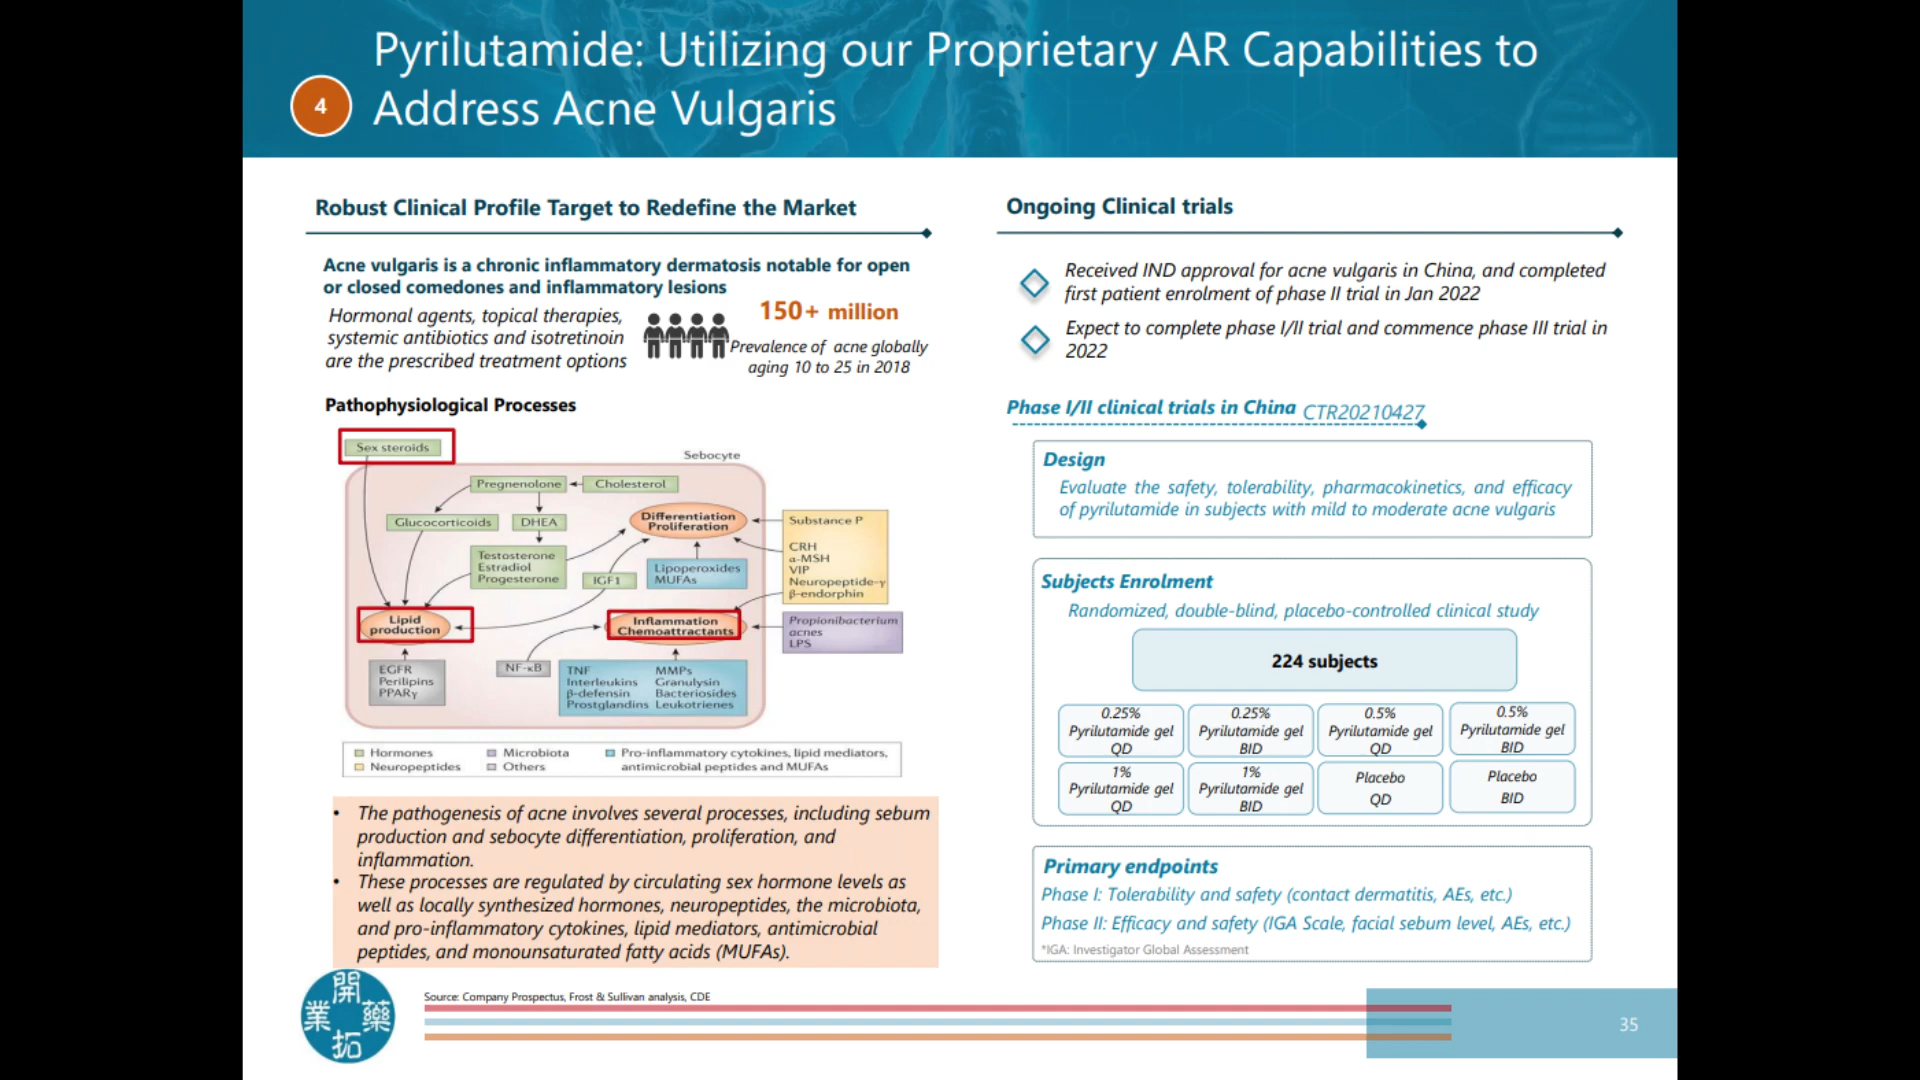 Pyrilutamide: Utilizing our Proprietary AR Capabilities to
Address Acne Vulgaris
4
Robust Clinical Profile Target to Redefine the Market
Acne vulgaris is a chronic inflammatory dermatosis notable for open
or closed comedones and inflammatory lesions
Hormonal agents, topical therapies,
systemic antibiotics and isotretinoin
are the prescribed treatment options
150+ million
Prevalence of acne globally
aging 10 to 25 in 2018
Pathophysiological Processes
Sex steroids
Sebocyte
Pregnenolone
Cholesterol
Glucocorticoids
DHEA
Differentiation
Proliferation
Substance P
CRH
α-MSH
VIP
Neuropeptide-γ
β-endorphin
Testosterone
Estradiol
Progesterone
IGF1
Lipoperoxides
MUFAs
Lipid
production
Inflammation
Chemoattractants
Propionibacterium
acnes
LPS
EGFR
Perilipins
PPARγ
NF-κB
TNF
Interleukins
β-defensin
Prostglandins
MMPs
Granulysin
Bacteriosides
Leukotrienes
Hormones
Microbiota
Pro-inflammatory cytokines, lipid mediators,
antimicrobial peptides and MUFAs
Neuropeptides
Others
• The pathogenesis of acne involves several processes, including sebum
production and sebocyte differentiation, proliferation, and
inflammation.
• These processes are regulated by circulating sex hormone levels as
well as locally synthesized hormones, neuropeptides, the microbiota,
and pro-inflammatory cytokines, lipid mediators, antimicrobial
peptides, and monounsaturated fatty acids (MUFAs).
Ongoing Clinical trials
Received IND approval for acne vulgaris in China, and completed
first patient enrolment of phase II trial in Jan 2022
Expect to complete phase I/II trial and commence phase III trial in
2022
Phase I/II clinical trials in China CTR20210427
Design
Evaluate the safety, tolerability, pharmacokinetics, and efficacy
of pyrilutamide in subjects with mild to moderate acne vulgaris
Subjects Enrolment
Randomized, double-blind, placebo-controlled clinical study
224 subjects
0.25%
Pyrilutamide gel
QD
0.25%
Pyrilutamide gel
BID
0.5%
Pyrilutamide gel
QD
0.5%
Pyrilutamide gel
BID
1%
Pyrilutamide gel
QD
1%
Pyrilutamide gel
BID
Placebo
QD
Placebo
BID
Primary endpoints
Phase I: Tolerability and safety (contact dermatitis, AEs, etc.)
Phase II: Efficacy and safety (IGA Scale, facial sebum level, AEs, etc.)
*IGA: Investigator Global Assessment
開
業 藥
拓
Source: Company Prospectus, Frost & Sullivan analysis, CDE
35